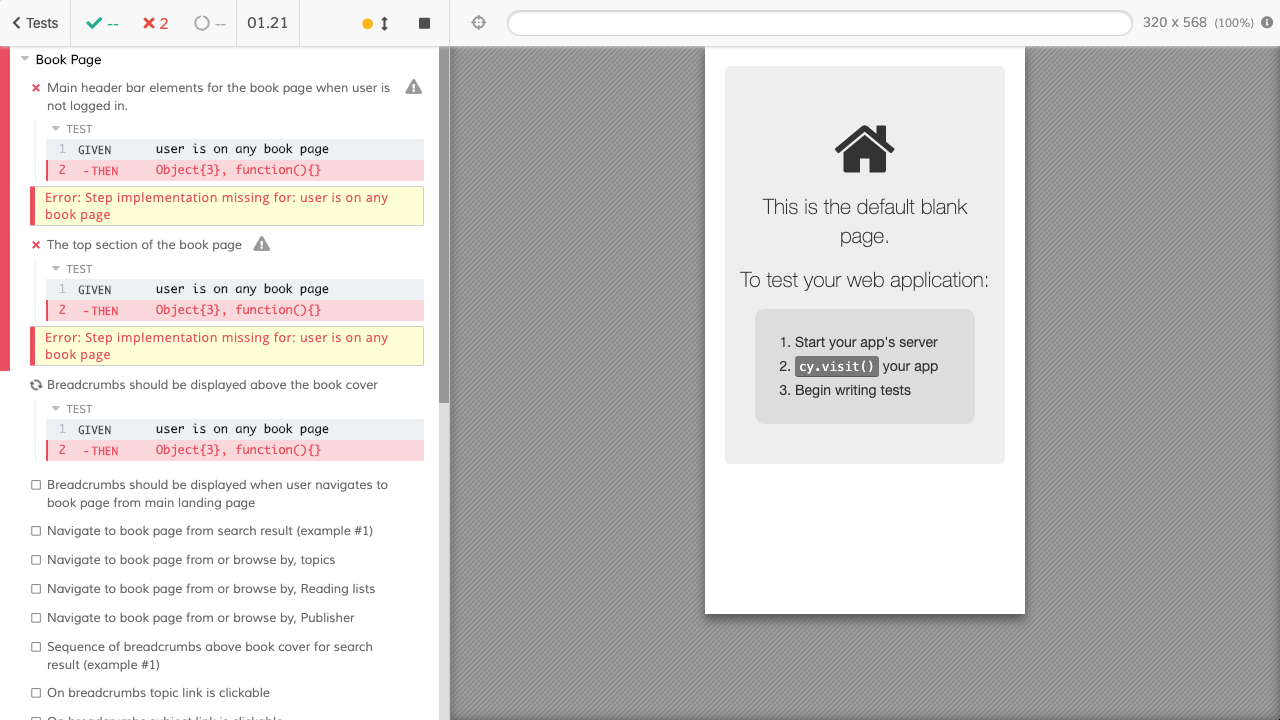 Tests
--
2
--
01.21
320 x 568 (100%)
Book Page
Main header bar elements for the book page when user is
not logged in.
TEST
1 GIVEN user is on any book page
2 -THEN Object{3}, function(){}
Error: Step implementation missing for: user is on any
book page
The top section of the book page
TEST
1 GIVEN user is on any book page
2 -THEN Object{3}, function(){}
Error: Step implementation missing for: user is on any
book page
Breadcrumbs should be displayed above the book cover
TEST
1 GIVEN user is on any book page
2 -THEN Object{3}, function(){}
Breadcrumbs should be displayed when user navigates to
book page from main landing page
Navigate to book page from search result (example #1)
Navigate to book page from or browse by, topics
Navigate to book page from or browse by, Reading lists
Navigate to book page from or browse by, Publisher
Sequence of breadcrumbs above book cover for search
result (example #1)
On breadcrumbs topic link is clickable
On breadcrumbs subject link is clickable
This is the default blank
page.
To test your web application:
1. Start your app's server
2. cy.visit() your app
3. Begin writing tests